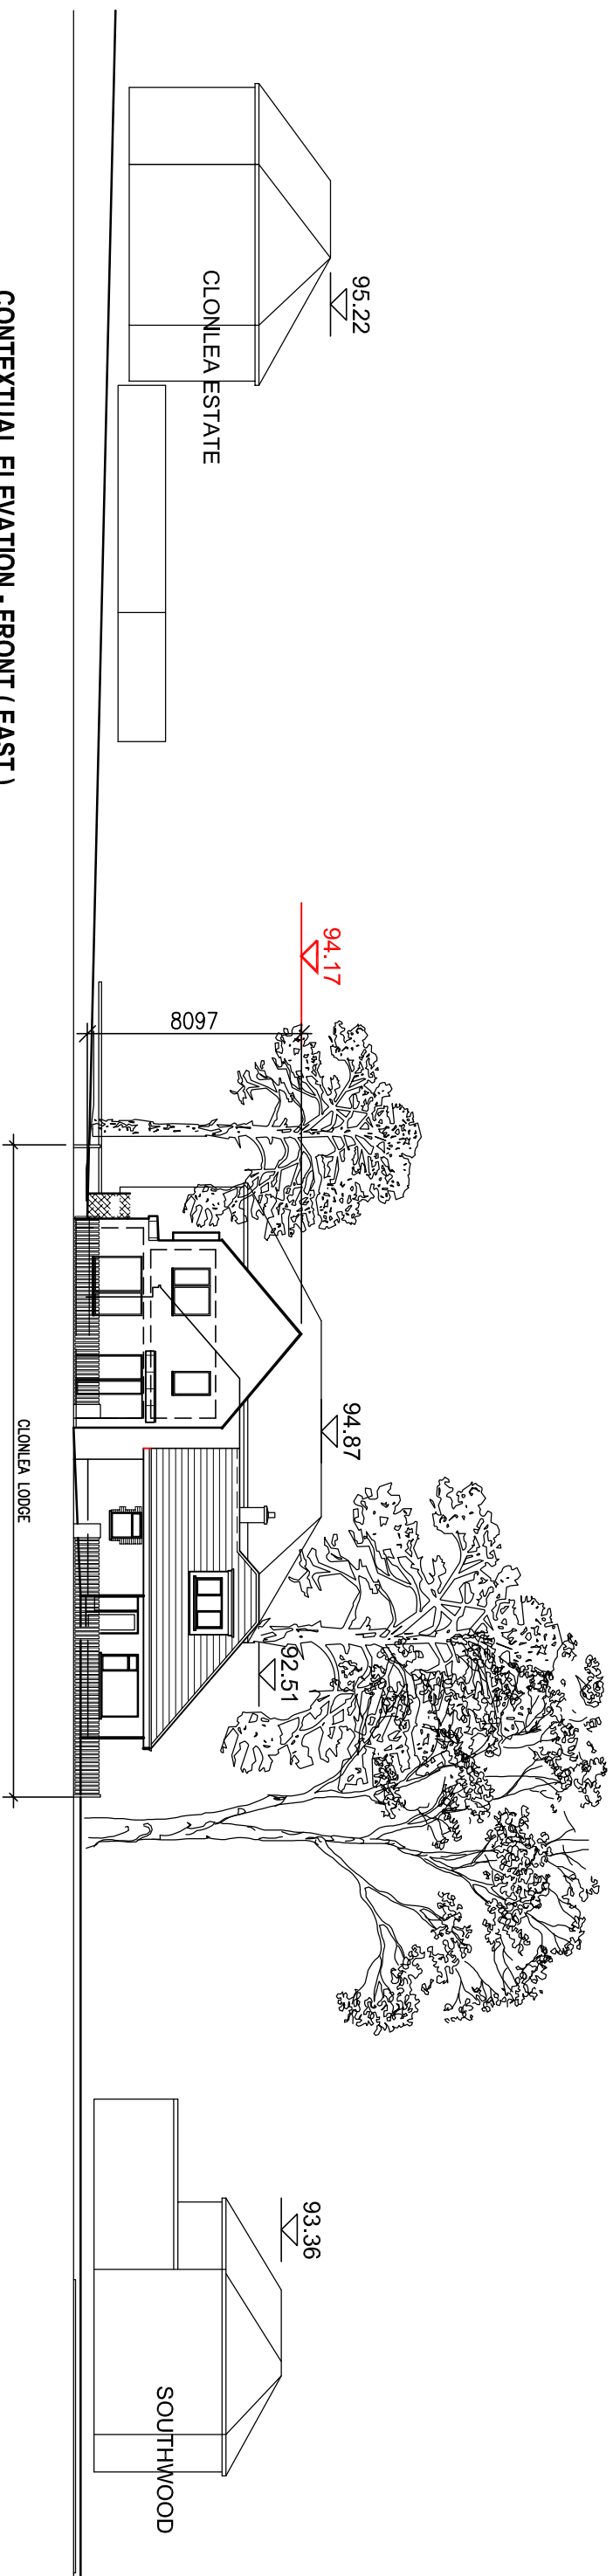 95.22
CLONLEA ESTATE
94.17
8097
94.87
92.51
CLONLEA LODGE
93.36
SOUTHWOOD
CONTEXTUAL ELEVATION - FRONT ( EAST )